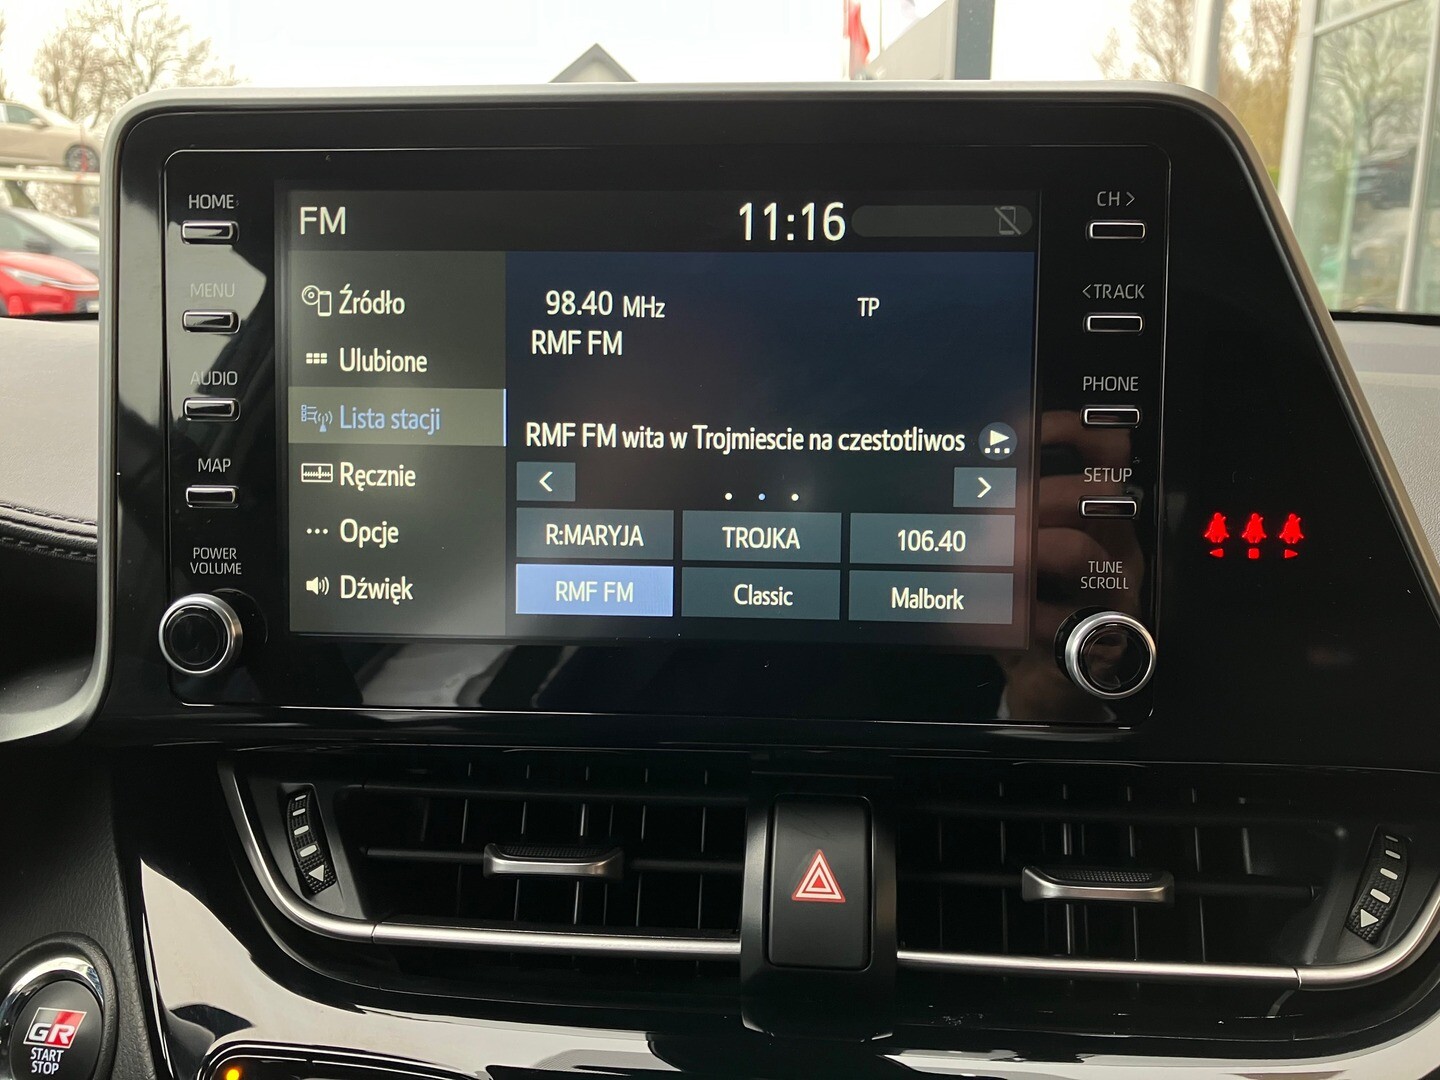 HOME
MENU
AUDIO
MAP
POWER
VOLUME
FM
11:16
Źródło
Ulubione
Lista stacji
Ręcznie
Opcje
Dźwięk
98.40 MHz
TP
RMF FM
RMF FM wita w Trojmiescie na czestotliwos
R:MARYJA
TROJKA
106.40
RMF FM
Classic
Malbork
CH >
< TRACK
PHONE
SETUP
TUNE
SCROLL
GR
START
STOP